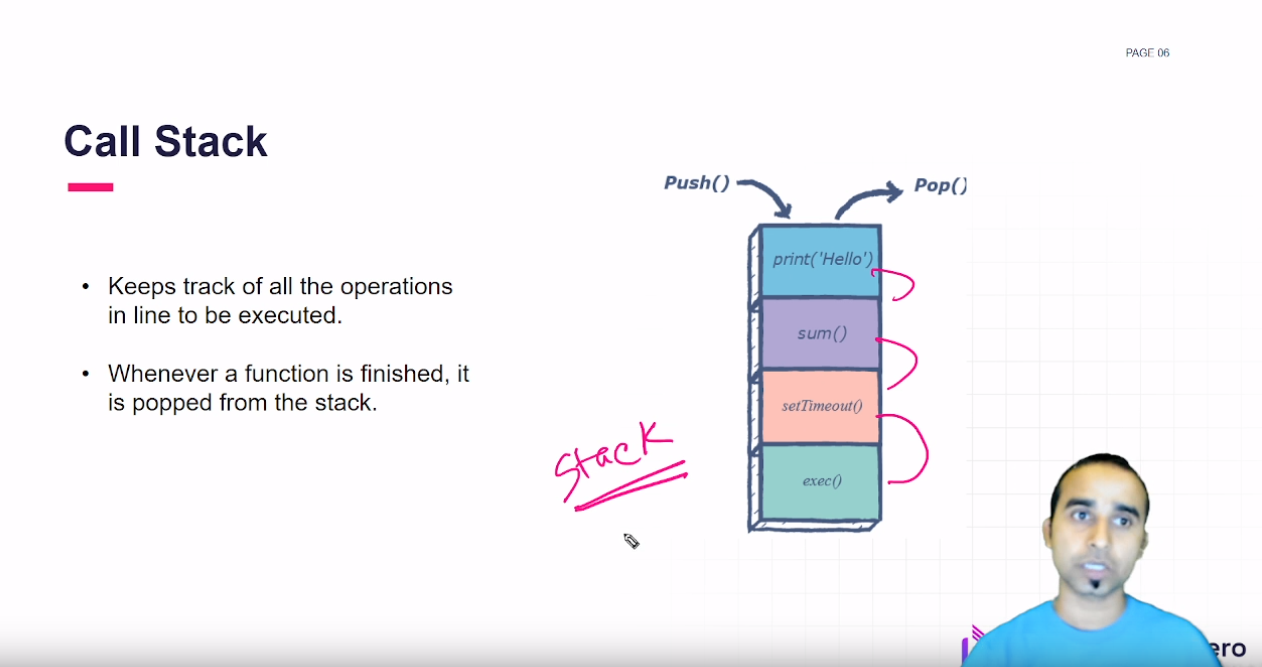 PAGE 06
Call Stack
Push()
Pop()
• Keeps track of all the operations
in line to be executed.
• Whenever a function is finished, it
is popped from the stack.
print('Hello')
sum()
setTimeout()
exec()
Stack